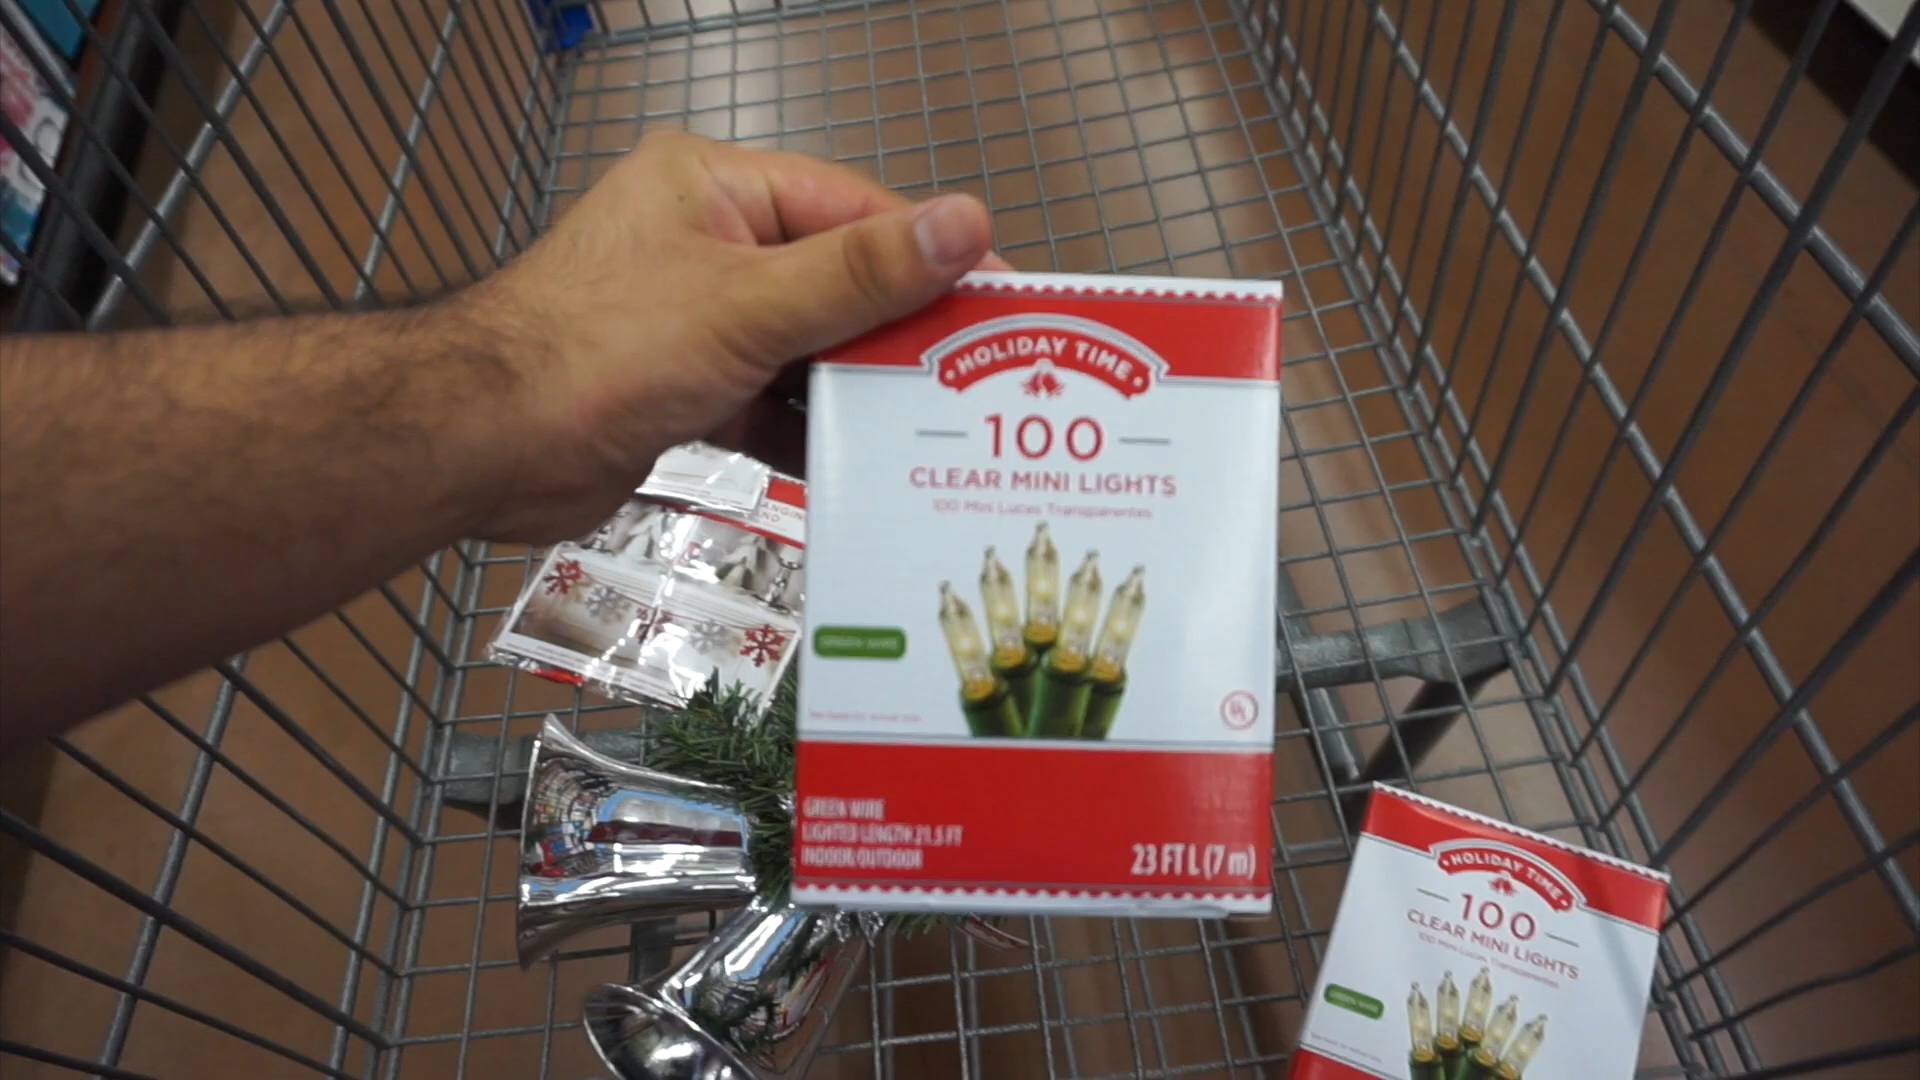 HOLIDAY TIME
100
CLEAR MINI LIGHTS
100 Mini Luces Transparentes
GREEN WIRE
GREEN WIRE
LIGHTED LENGTH 21.5 FT
INDOOR/OUTDOOR
23 FT L (7 m)
HOLIDAY TIME
100
CLEAR MINI LIGHTS
100 Mini Luces Transparentes
GREEN WIRE